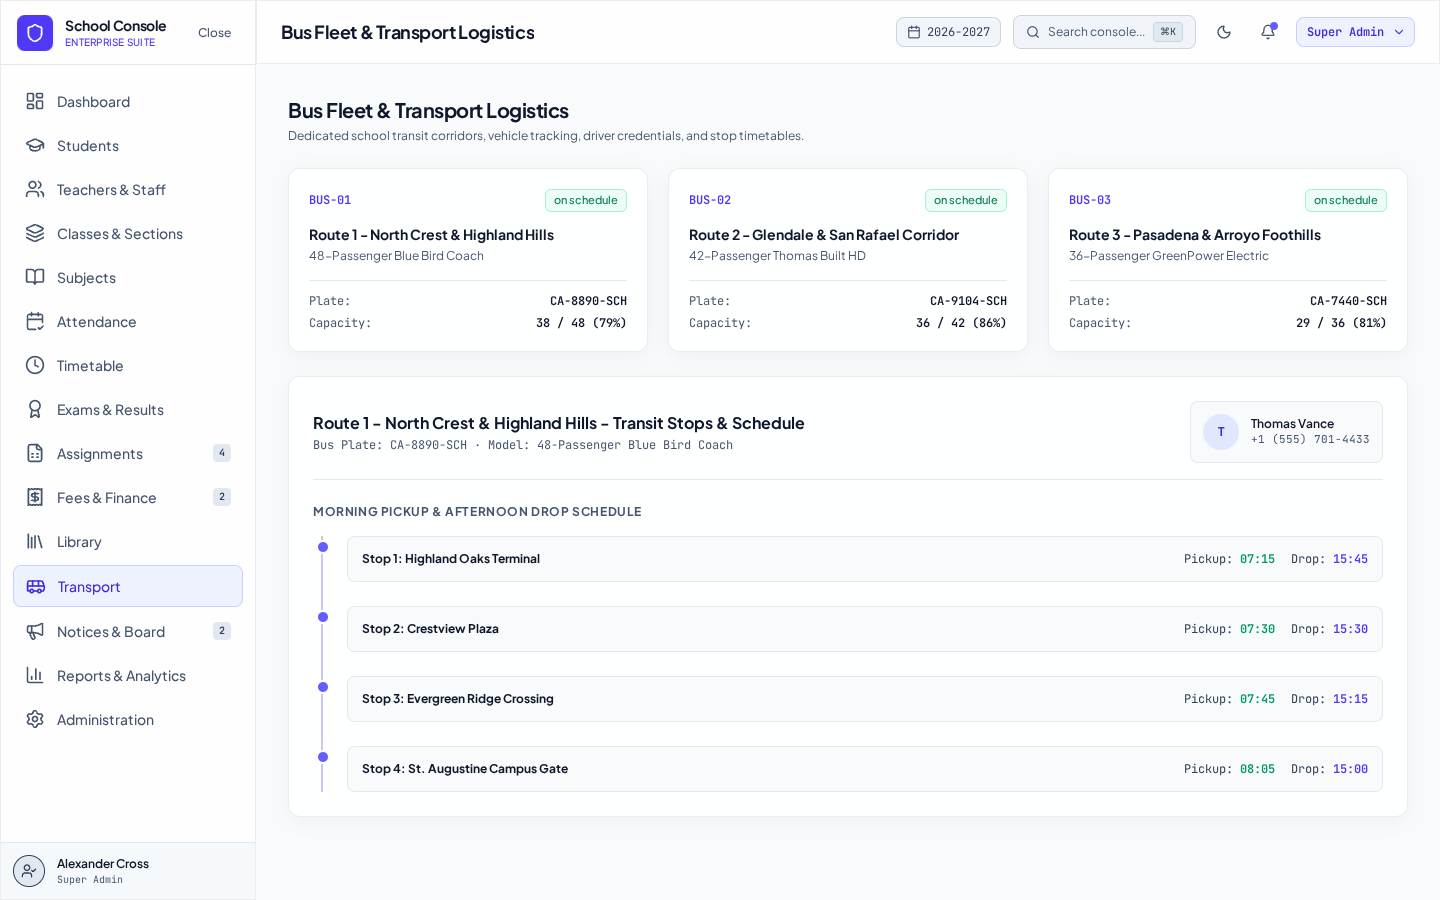 School Console
ENTERPRISE SUITE
Close
Bus Fleet & Transport Logistics
2026-2027
Search console...
⌘K
Super Admin
Dashboard
Students
Teachers & Staff
Classes & Sections
Subjects
Attendance
Timetable
Exams & Results
Assignments 4
Fees & Finance 2
Library
Transport
Notices & Board 2
Reports & Analytics
Administration
Alexander Cross
Super Admin
Bus Fleet & Transport Logistics
Dedicated school transit corridors, vehicle tracking, driver credentials, and stop timetables.
BUS-01 on schedule
Route 1 - North Crest & Highland Hills
48-Passenger Blue Bird Coach
Plate: CA-8890-SCH
Capacity: 38 / 48 (79%)
BUS-02 on schedule
Route 2 - Glendale & San Rafael Corridor
42-Passenger Thomas Built HD
Plate: CA-9104-SCH
Capacity: 36 / 42 (86%)
BUS-03 on schedule
Route 3 - Pasadena & Arroyo Foothills
36-Passenger GreenPower Electric
Plate: CA-7440-SCH
Capacity: 29 / 36 (81%)
Route 1 - North Crest & Highland Hills - Transit Stops & Schedule
Bus Plate: CA-8890-SCH · Model: 48-Passenger Blue Bird Coach
T
Thomas Vance
+1 (555) 701-4433
MORNING PICKUP & AFTERNOON DROP SCHEDULE
Stop 1: Highland Oaks Terminal Pickup: 07:15 Drop: 15:45
Stop 2: Crestview Plaza Pickup: 07:30 Drop: 15:30
Stop 3: Evergreen Ridge Crossing Pickup: 07:45 Drop: 15:15
Stop 4: St. Augustine Campus Gate Pickup: 08:05 Drop: 15:00